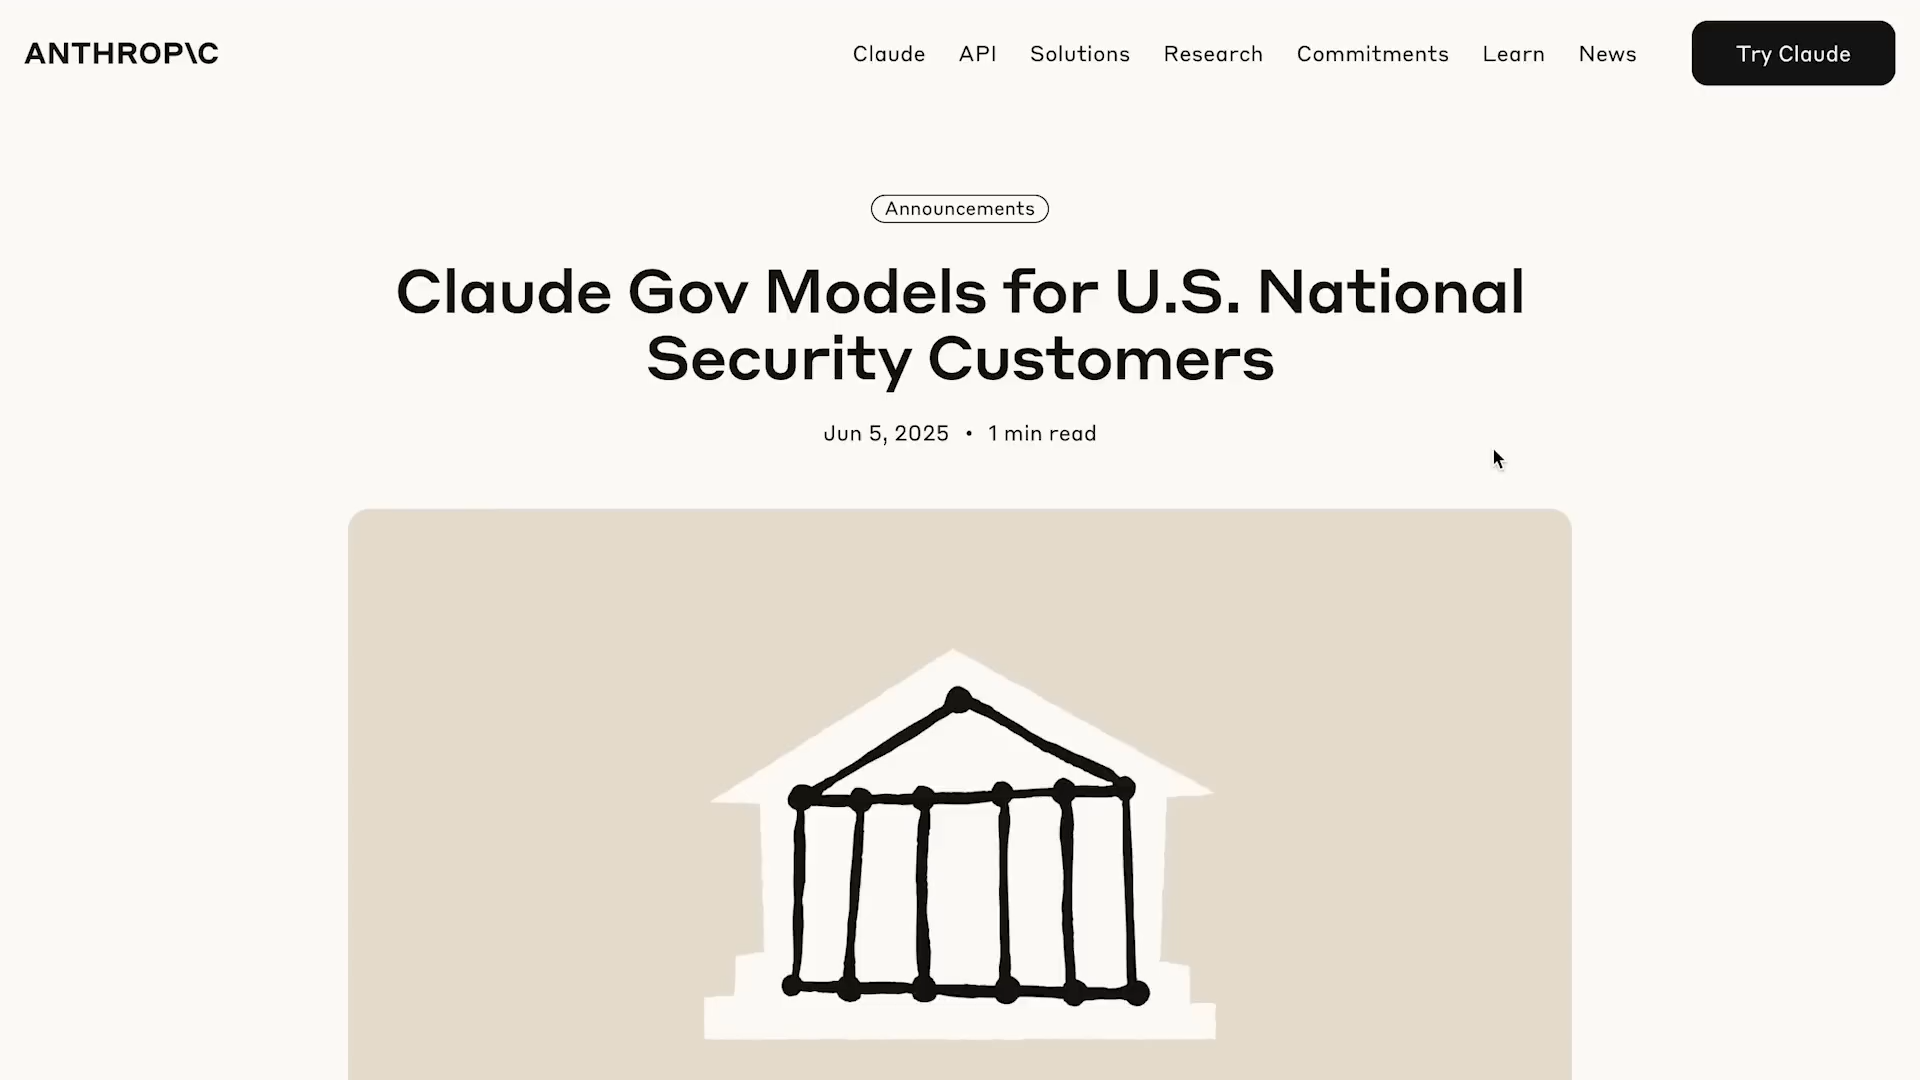 ANTHROP\C
Claude API Solutions Research Commitments Learn News Try Claude
Announcements
Claude Gov Models for U.S. National
Security Customers
Jun 5, 2025 • 1 min read